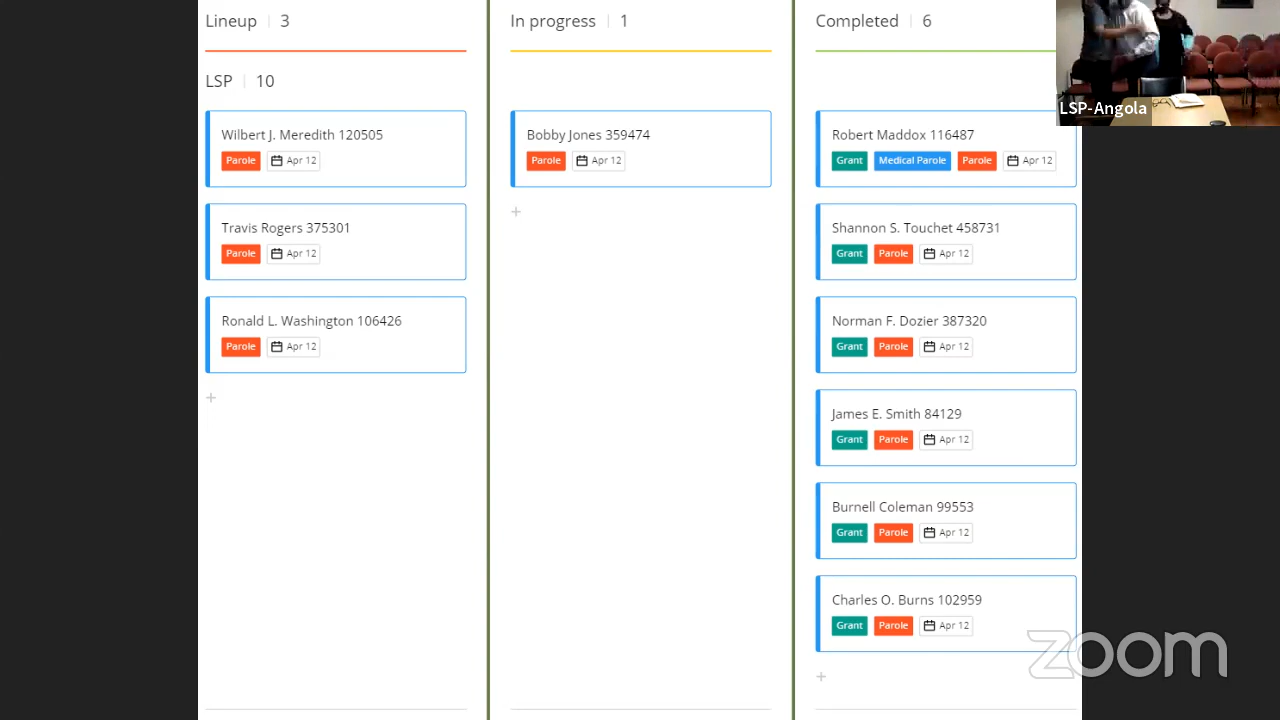 Lineup 3
LSP 10
Wilbert J. Meredith 120505
Parole Apr 12
Travis Rogers 375301
Parole Apr 12
Ronald L. Washington 106426
Parole Apr 12
+
In progress 1
Bobby Jones 359474
Parole Apr 12
+
Completed 6
Robert Maddox 116487
Grant Medical Parole Parole Apr 12
Shannon S. Touchet 458731
Grant Parole Apr 12
Norman F. Dozier 387320
Grant Parole Apr 12
James E. Smith 84129
Grant Parole Apr 12
Burnell Coleman 99553
Grant Parole Apr 12
Charles O. Burns 102959
Grant Parole Apr 12
+
LSP-Angola
zoom